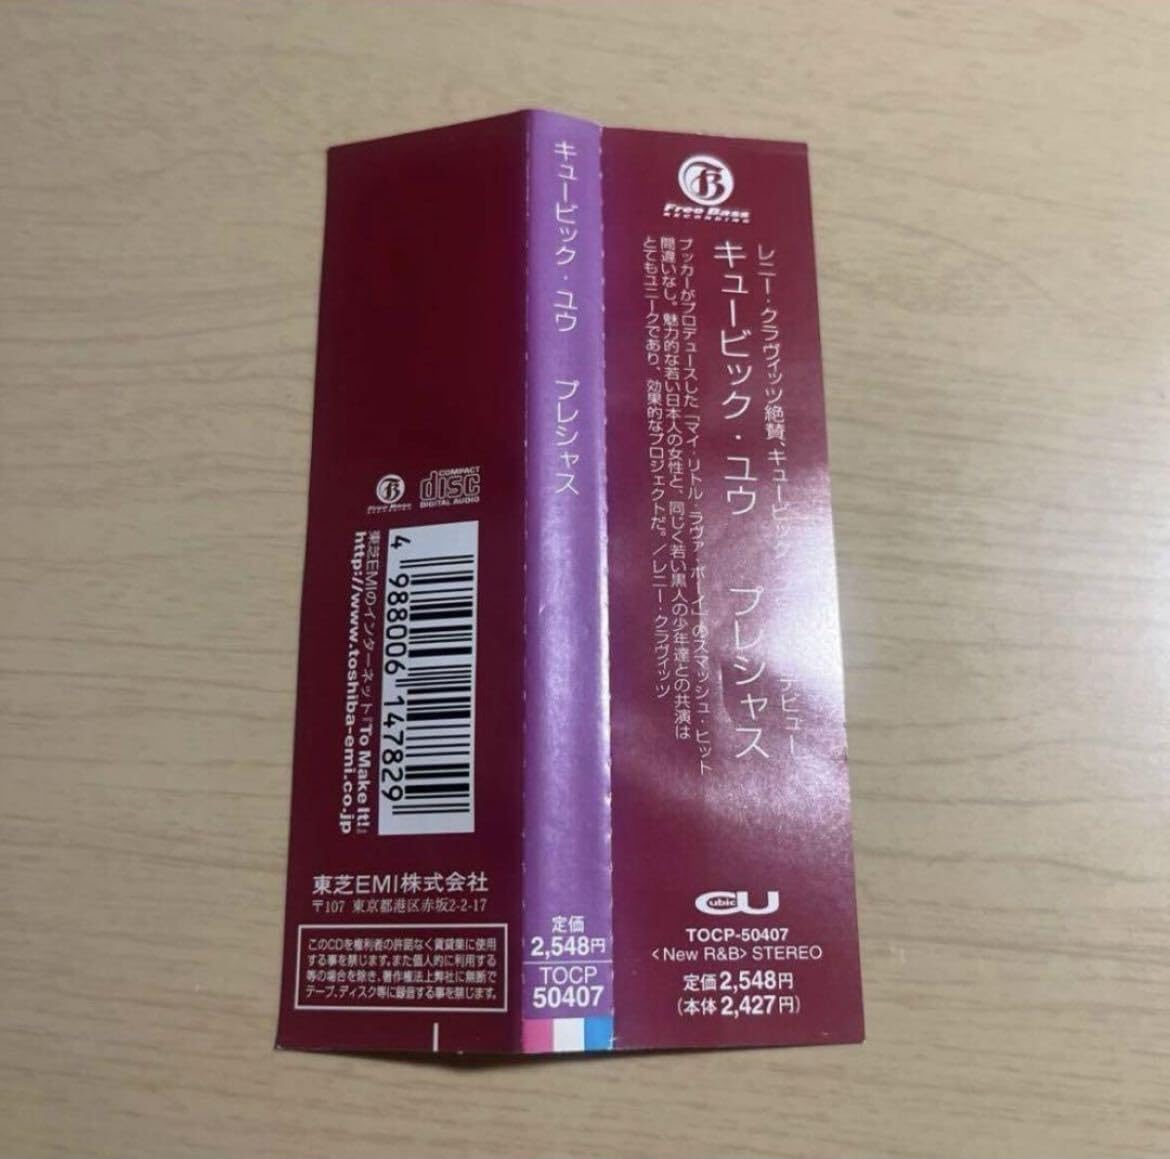 Free Bass
RECORDING
レニー・クラヴィッツ絶賛、キュービック
デビュー
キュービック・ユウ　プレシャス
ブッカーがプロデュースした「マイ・リトル・ラヴァ・ボーイ」のスマッシュ・ヒット
間違いなし。魅力的な若い日本人の女性と、同じく若い黒人の少年達との共演は
とてもユニークであり、効果的なプロジェクトだ。／レニー・クラヴィッツ
Cubic U
TOCP-50407
<New R&B> STEREO
定価2,548円
(本体2,427円)
キュービック・ユウ　プレシャス
定価
2,548円
TOCP
50407
Free Bass
RECORDING
COMPACT
disc
DIGITAL AUDIO
4 988006 147829
東芝EMIのインターネット『To Make It!』
http://www.toshiba-emi.co.jp
東芝EMI株式会社
〒107 東京都港区赤坂2-2-17
このCDを権利者の許諾なく賃貸業に使用
する事を禁じます。また個人的に利用する
等の場合を除き、著作権法上弊社に無断で
テープ、ディスク等に録音する事を禁じます。